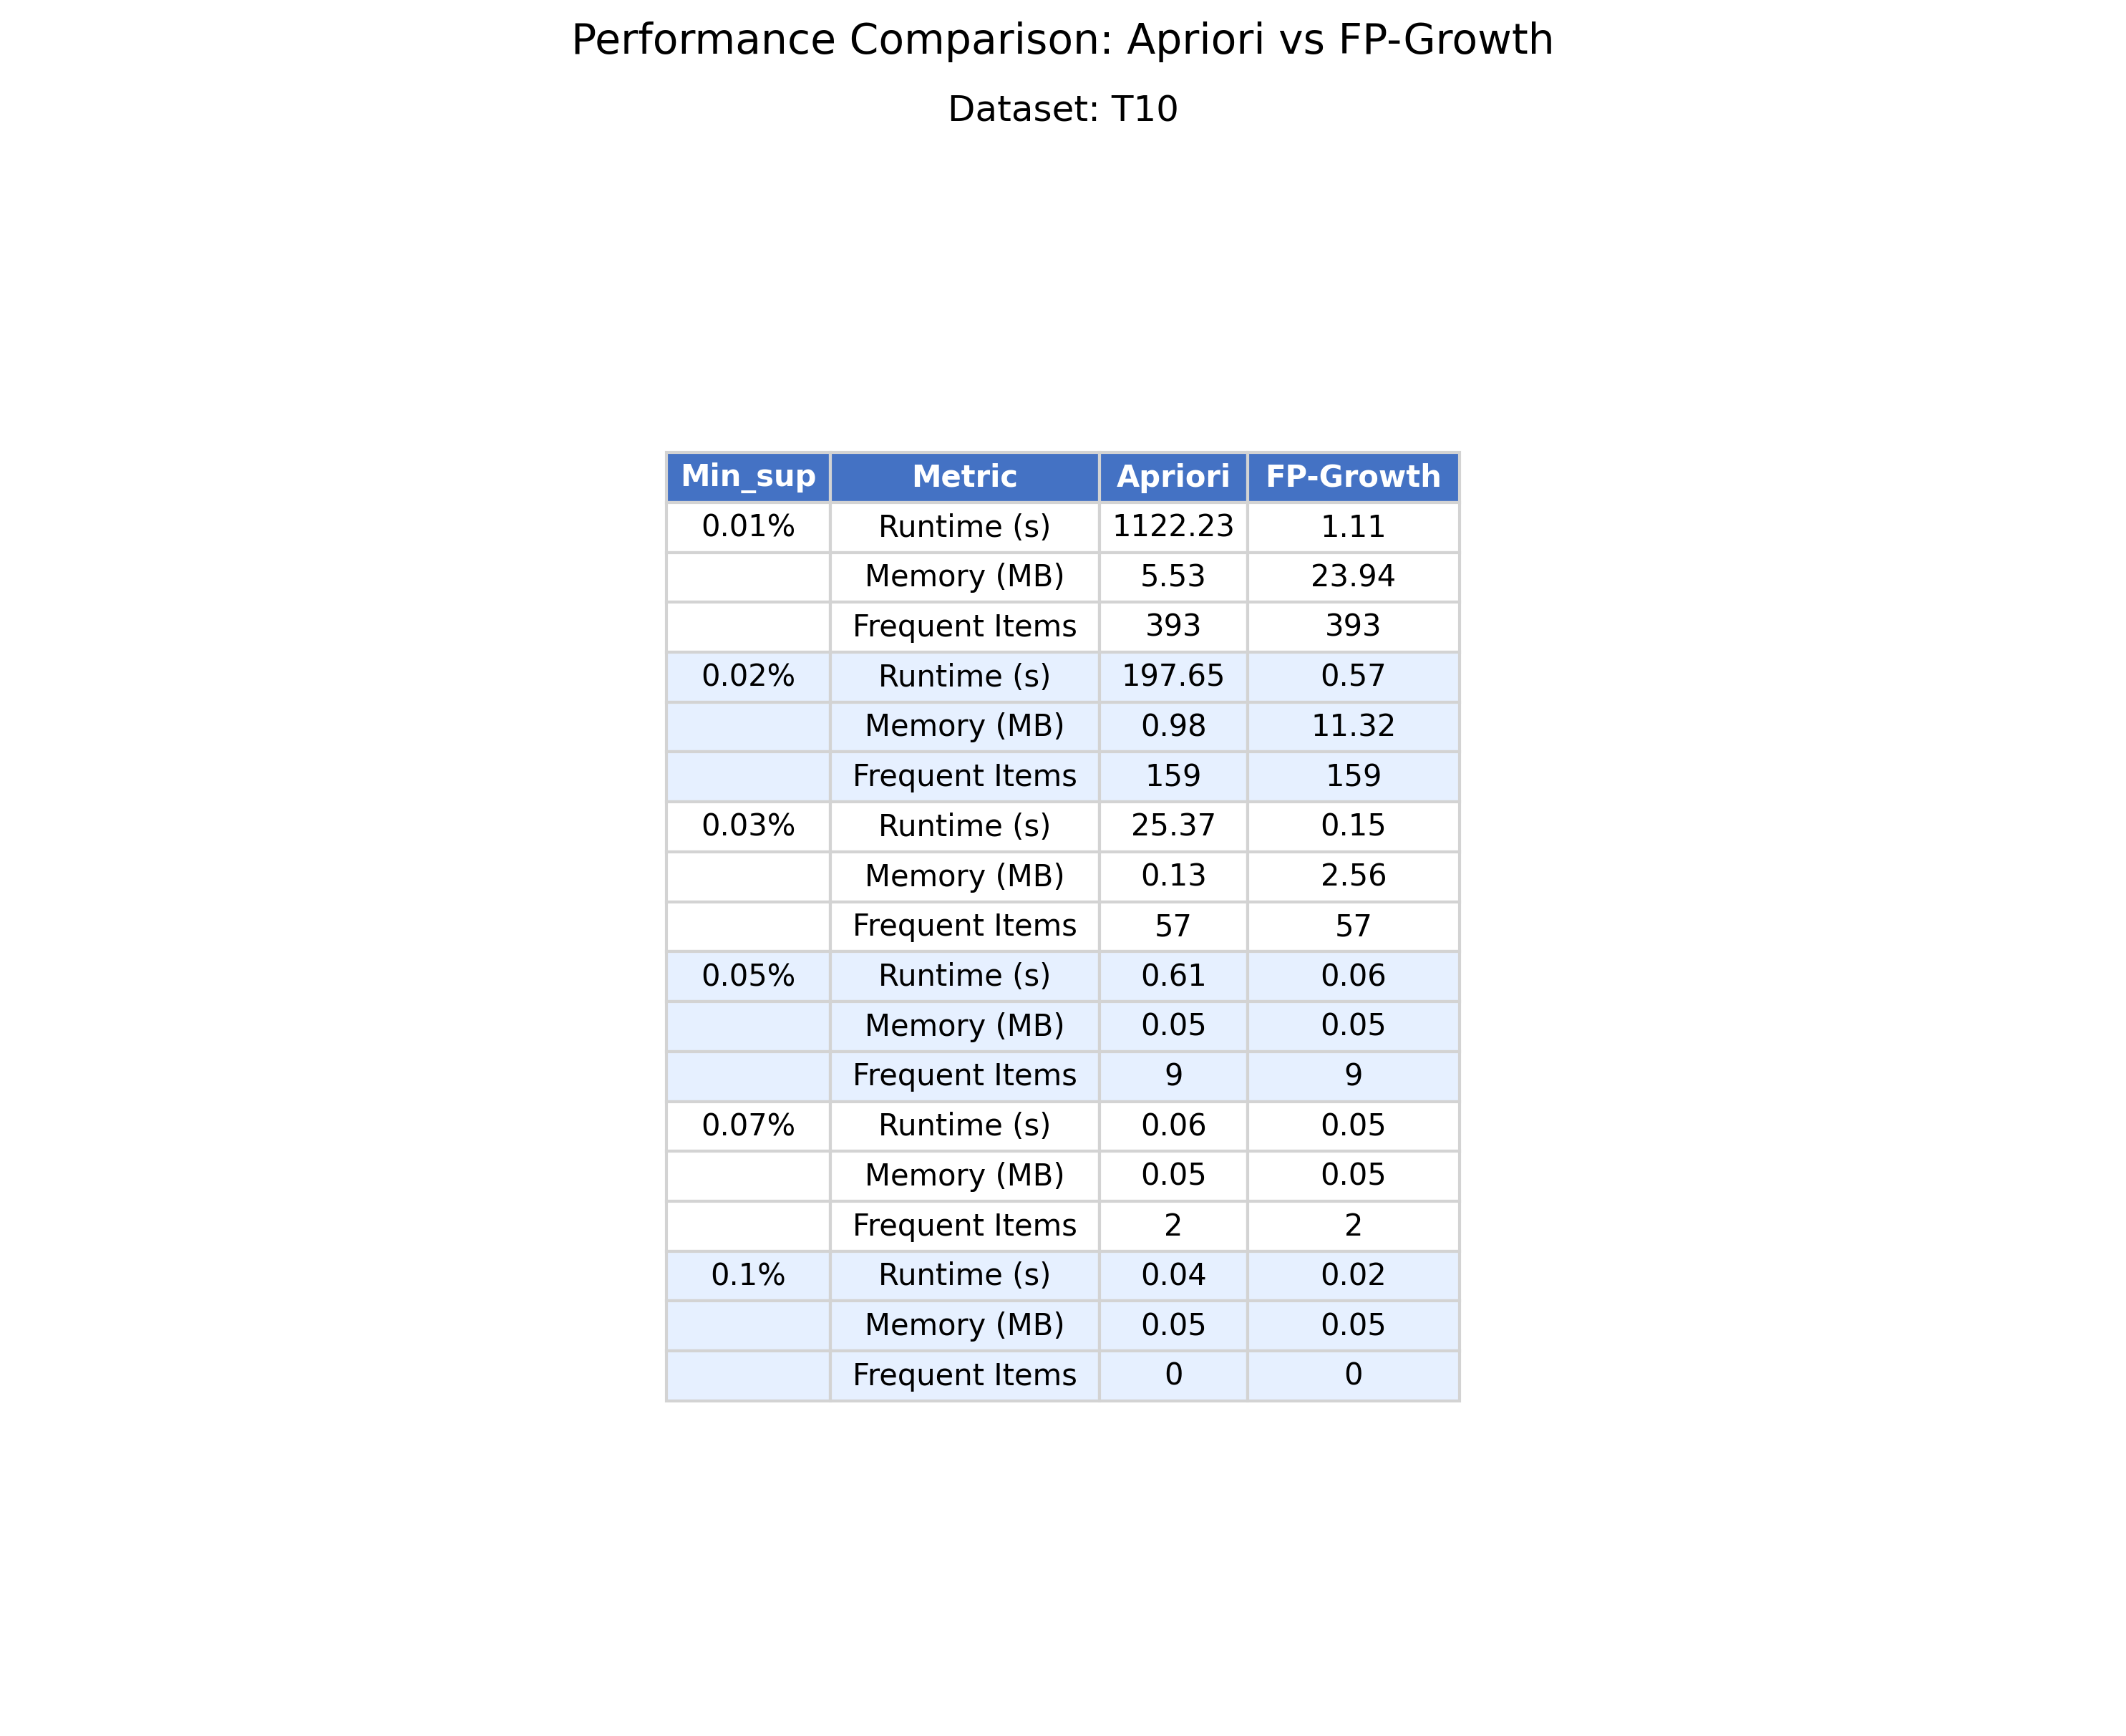 Performance Comparison: Apriori vs FP-Growth
Dataset: T10
Min_sup Metric Apriori FP-Growth
0.01% Runtime (s) 1122.23 1.11
Memory (MB) 5.53 23.94
Frequent Items 393 393
0.02% Runtime (s) 197.65 0.57
Memory (MB) 0.98 11.32
Frequent Items 159 159
0.03% Runtime (s) 25.37 0.15
Memory (MB) 0.13 2.56
Frequent Items 57 57
0.05% Runtime (s) 0.61 0.06
Memory (MB) 0.05 0.05
Frequent Items 9 9
0.07% Runtime (s) 0.06 0.05
Memory (MB) 0.05 0.05
Frequent Items 2 2
0.1% Runtime (s) 0.04 0.02
Memory (MB) 0.05 0.05
Frequent Items 0 0